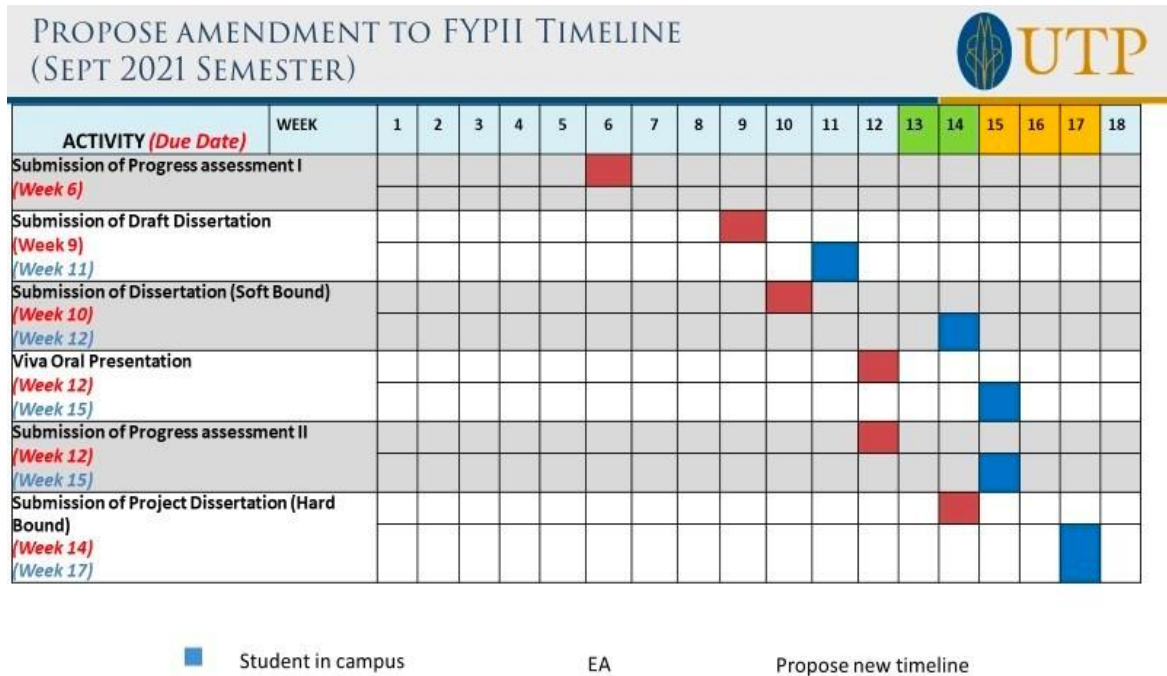 PROPOSE AMENDMENT TO FYPII TIMELINE
(SEPT 2021 SEMESTER)
UTP
WEEK 1 2 3 4 5 6 7 8 9 10 11 12 13 14 15 16 17 18
ACTIVITY (Due Date)
Submission of Progress assessment I
(Week 6)
Submission of Draft Dissertation
(Week 9)
(Week 11)
Submission of Dissertation (Soft Bound)
(Week 10)
(Week 12)
Viva Oral Presentation
(Week 12)
(Week 15)
Submission of Progress assessment II
(Week 12)
(Week 15)
Submission of Project Dissertation (Hard
Bound)
(Week 14)
(Week 17)
Student in campus EA Propose new timeline